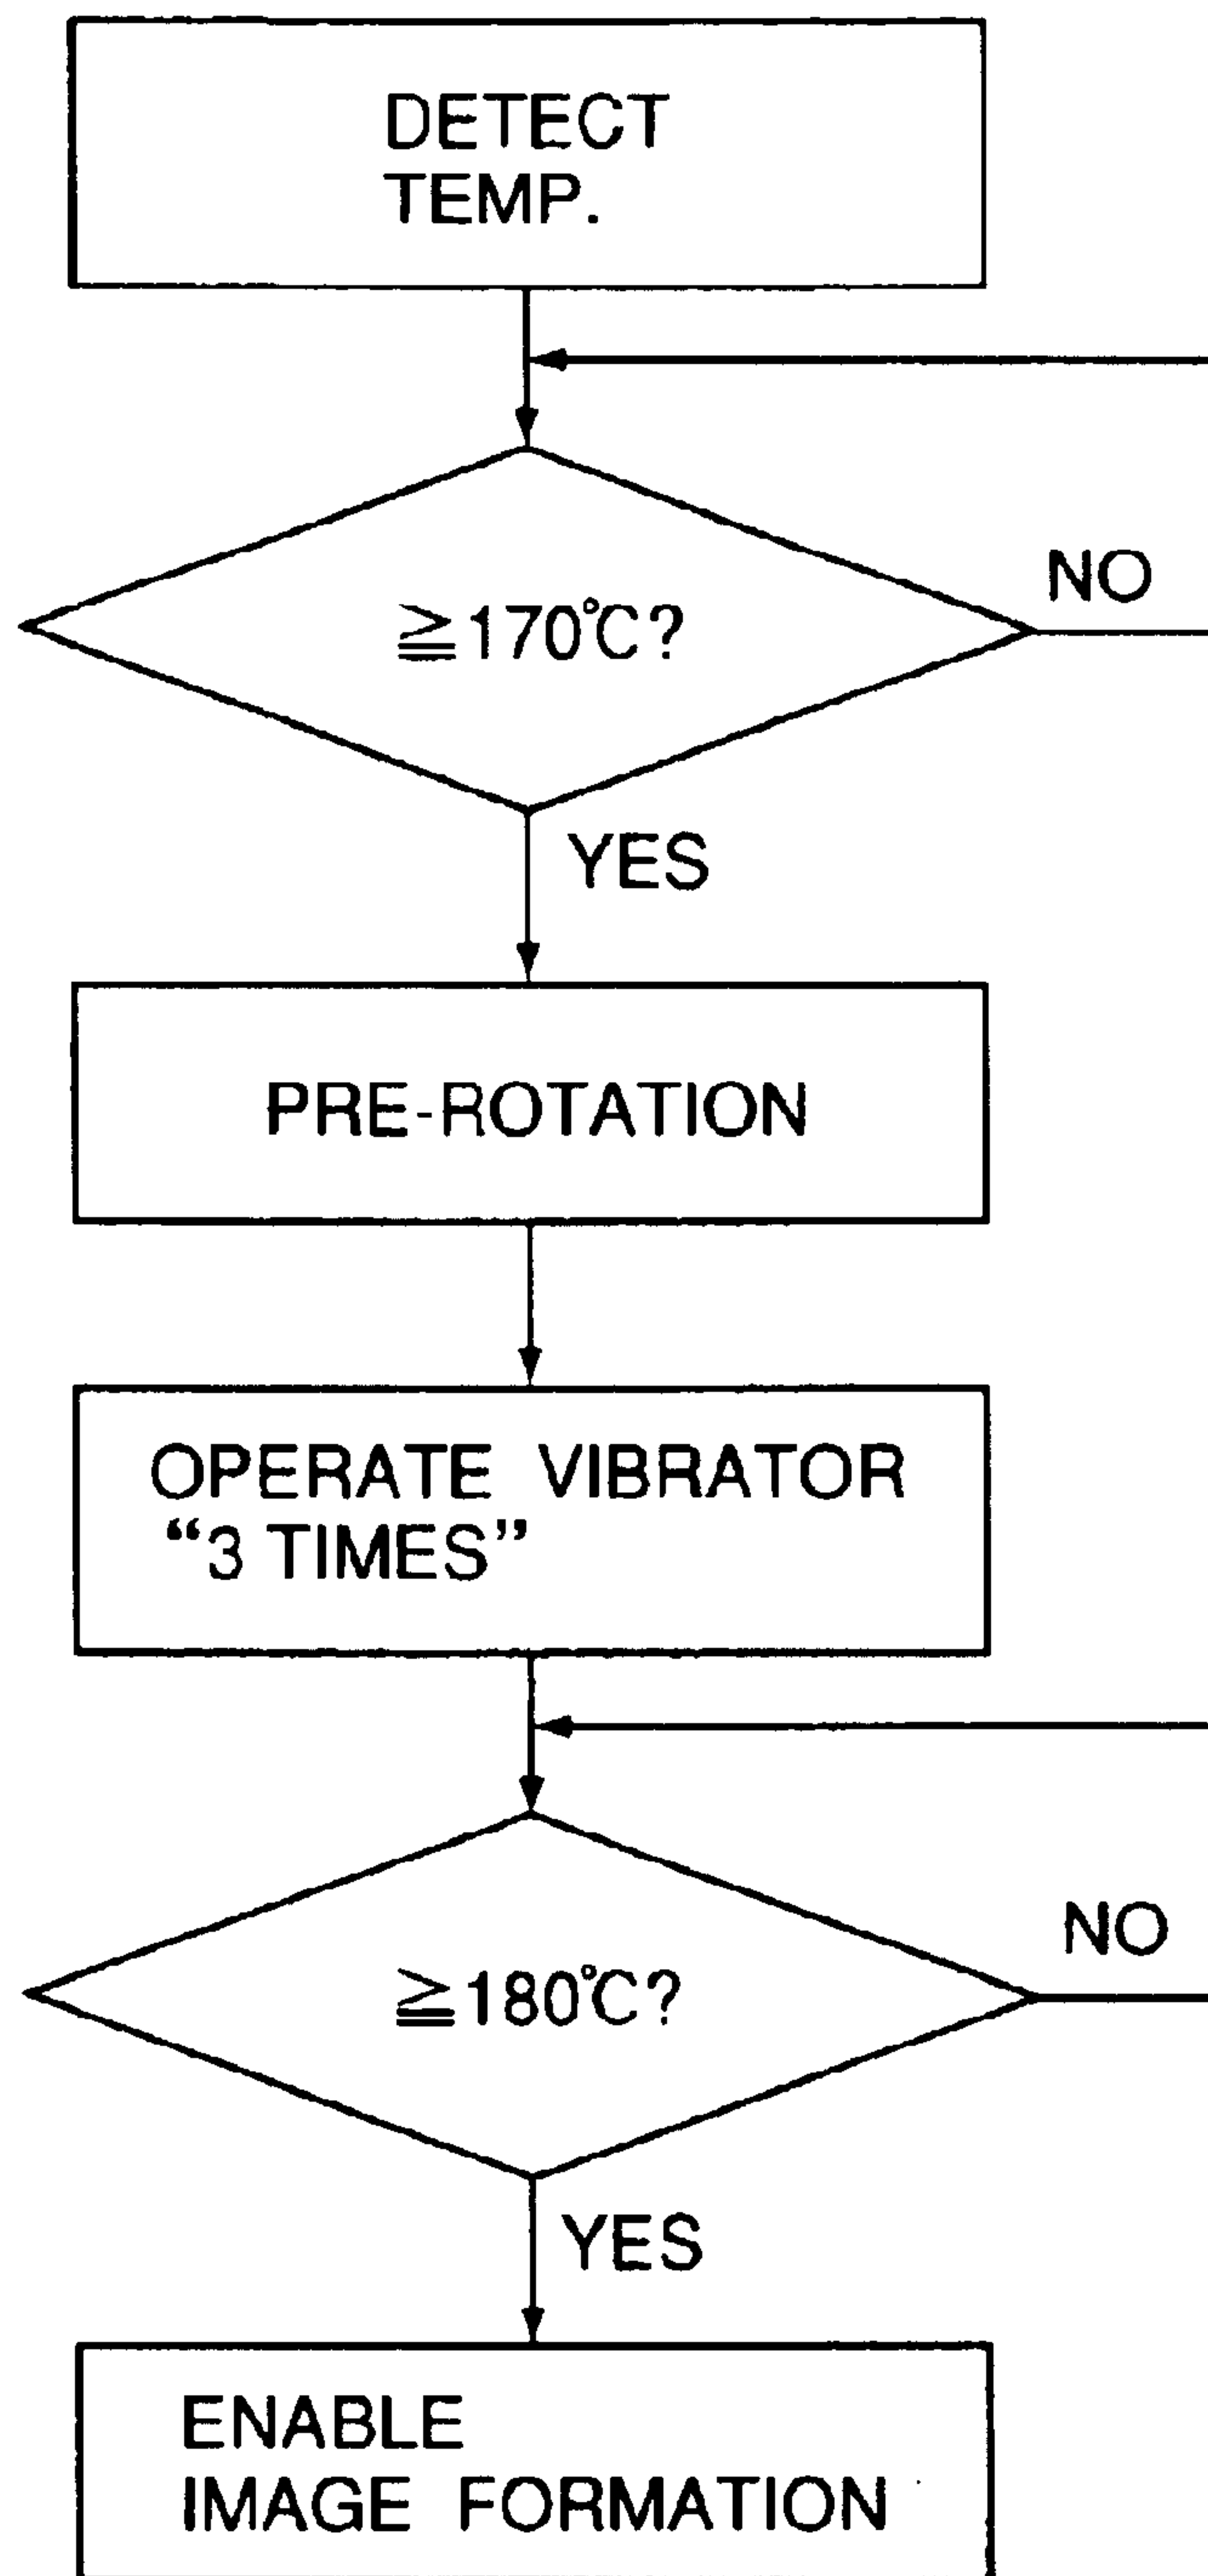 DETECT
TEMP.
≧170℃?
NO
YES
PRE-ROTATION
OPERATE VIBRATOR
“3 TIMES”
≧180℃?
NO
YES
ENABLE
IMAGE FORMATION